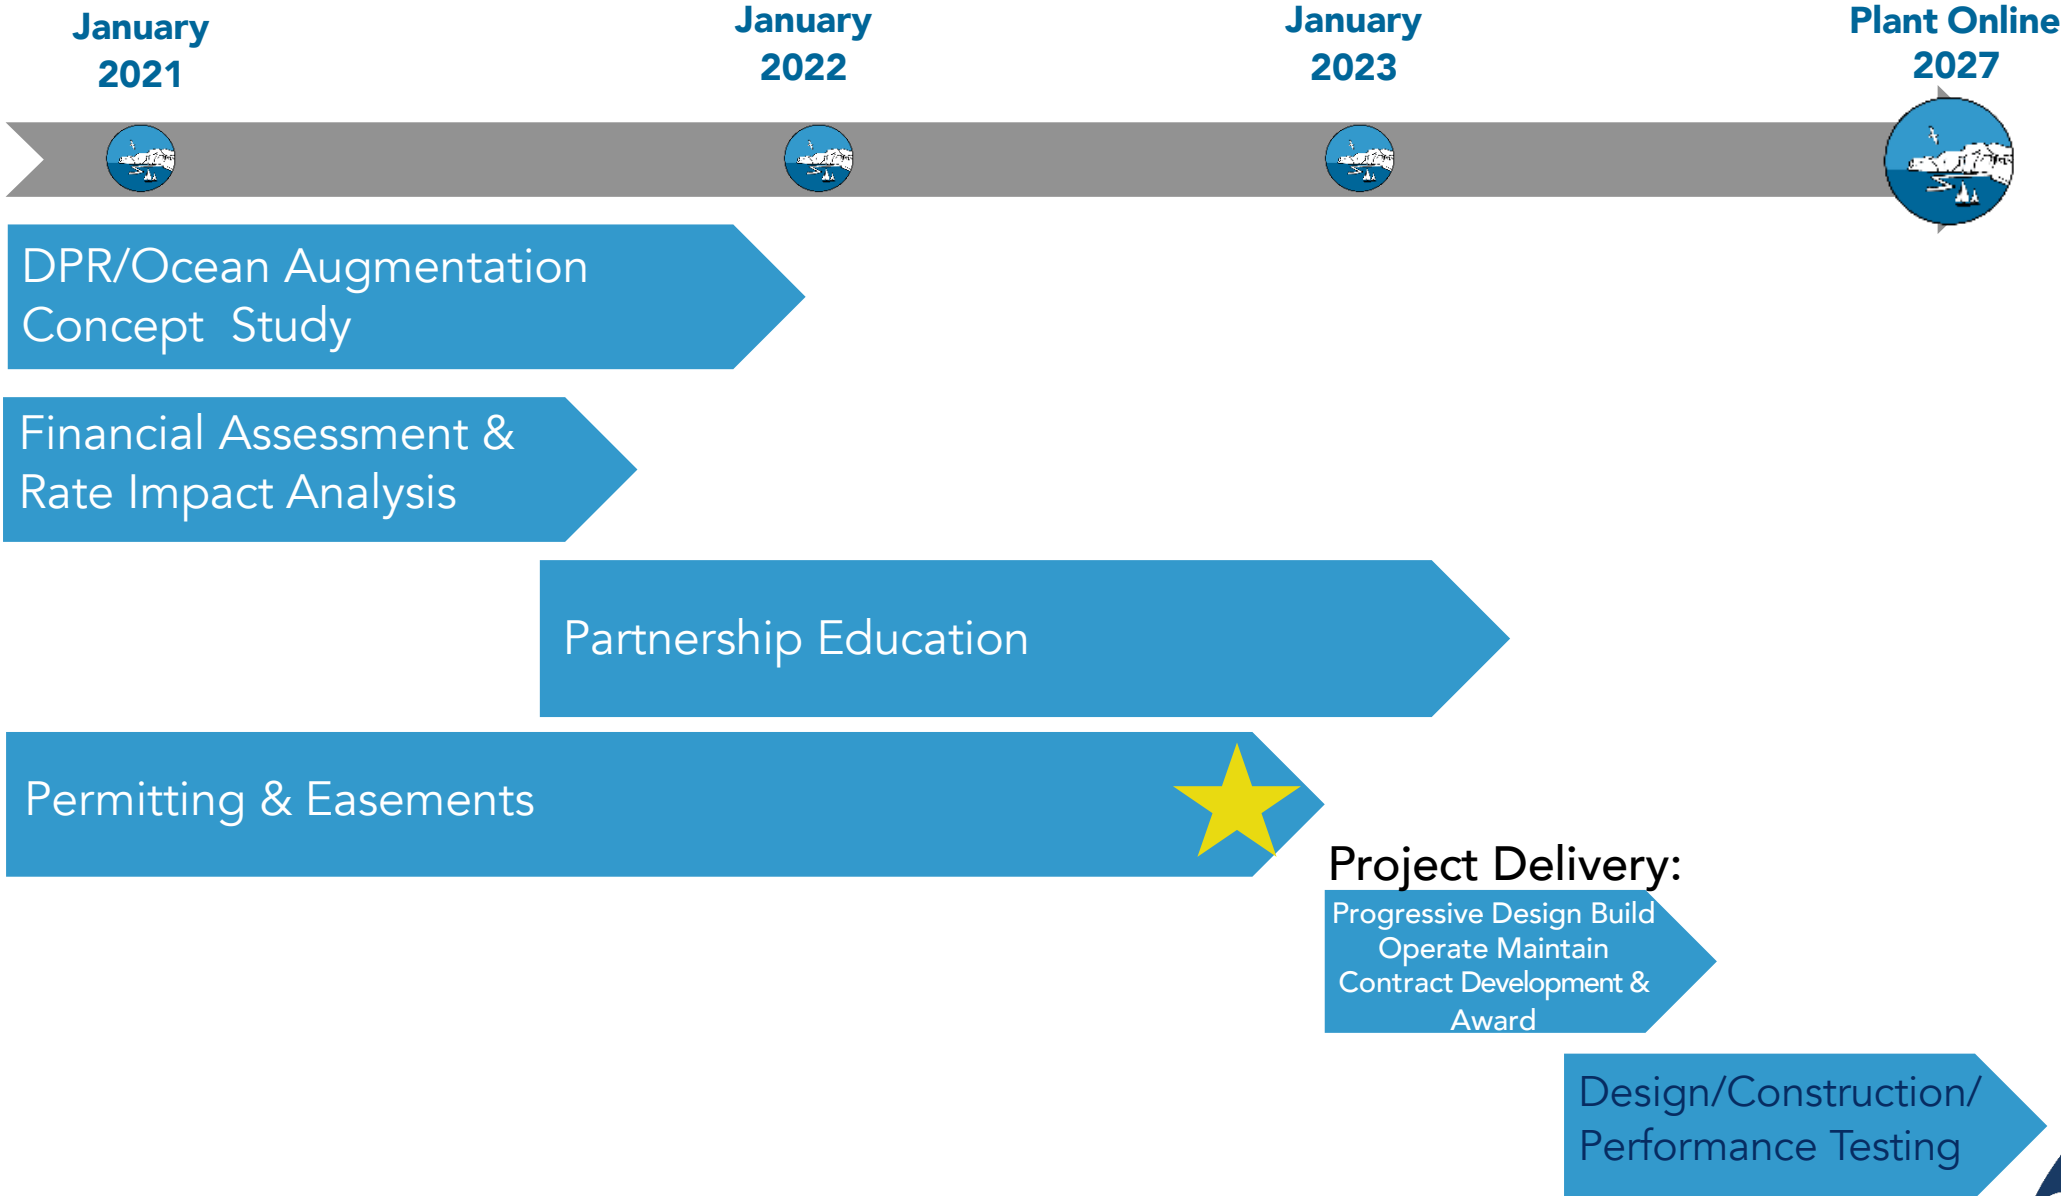 January
2021
January
2022
January
2023
Plant Online
2027
DPR/Ocean Augmentation
Concept Study
Financial Assessment &
Rate Impact Analysis
Partnership Education
Permitting & Easements
Project Delivery:
Progressive Design Build
Operate Maintain
Contract Development &
Award
Design/Construction/
Performance Testing